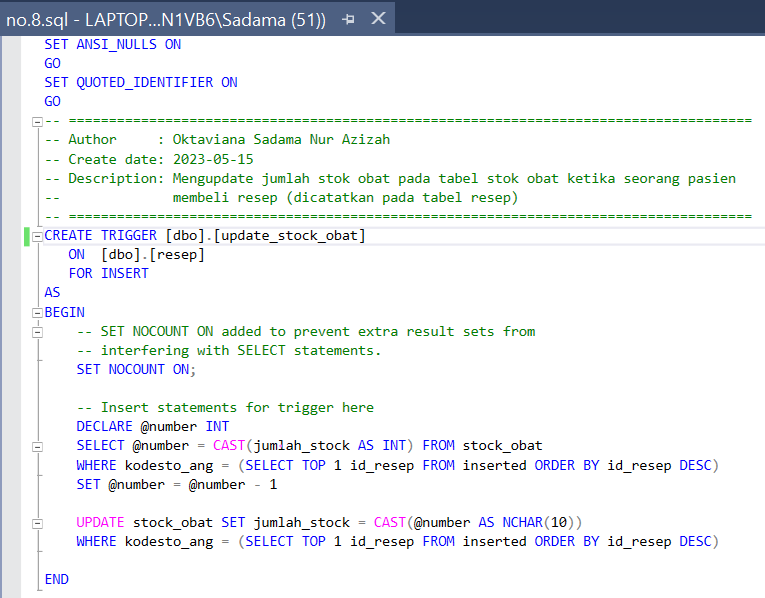 no.8.sql - LAPTOP...N1VB6\Sadama (51))
SET ANSI_NULLS ON
GO
SET QUOTED_IDENTIFIER ON
GO
-- =====================================================================================
-- Author     : Oktaviana Sadama Nur Azizah
-- Create date: 2023-05-15
-- Description: Mengupdate jumlah stok obat pada tabel stok obat ketika seorang pasien
--              membeli resep (dicatatkan pada tabel resep)
-- =====================================================================================
CREATE TRIGGER [dbo].[update_stock_obat]
   ON  [dbo].[resep]
   FOR INSERT
AS
BEGIN
    -- SET NOCOUNT ON added to prevent extra result sets from
    -- interfering with SELECT statements.
    SET NOCOUNT ON;
    -- Insert statements for trigger here
    DECLARE @number INT
    SELECT @number = CAST(jumlah_stock AS INT) FROM stock_obat
    WHERE kodesto_ang = (SELECT TOP 1 id_resep FROM inserted ORDER BY id_resep DESC)
    SET @number = @number - 1
    UPDATE stock_obat SET jumlah_stock = CAST(@number AS NCHAR(10))
    WHERE kodesto_ang = (SELECT TOP 1 id_resep FROM inserted ORDER BY id_resep DESC)
END